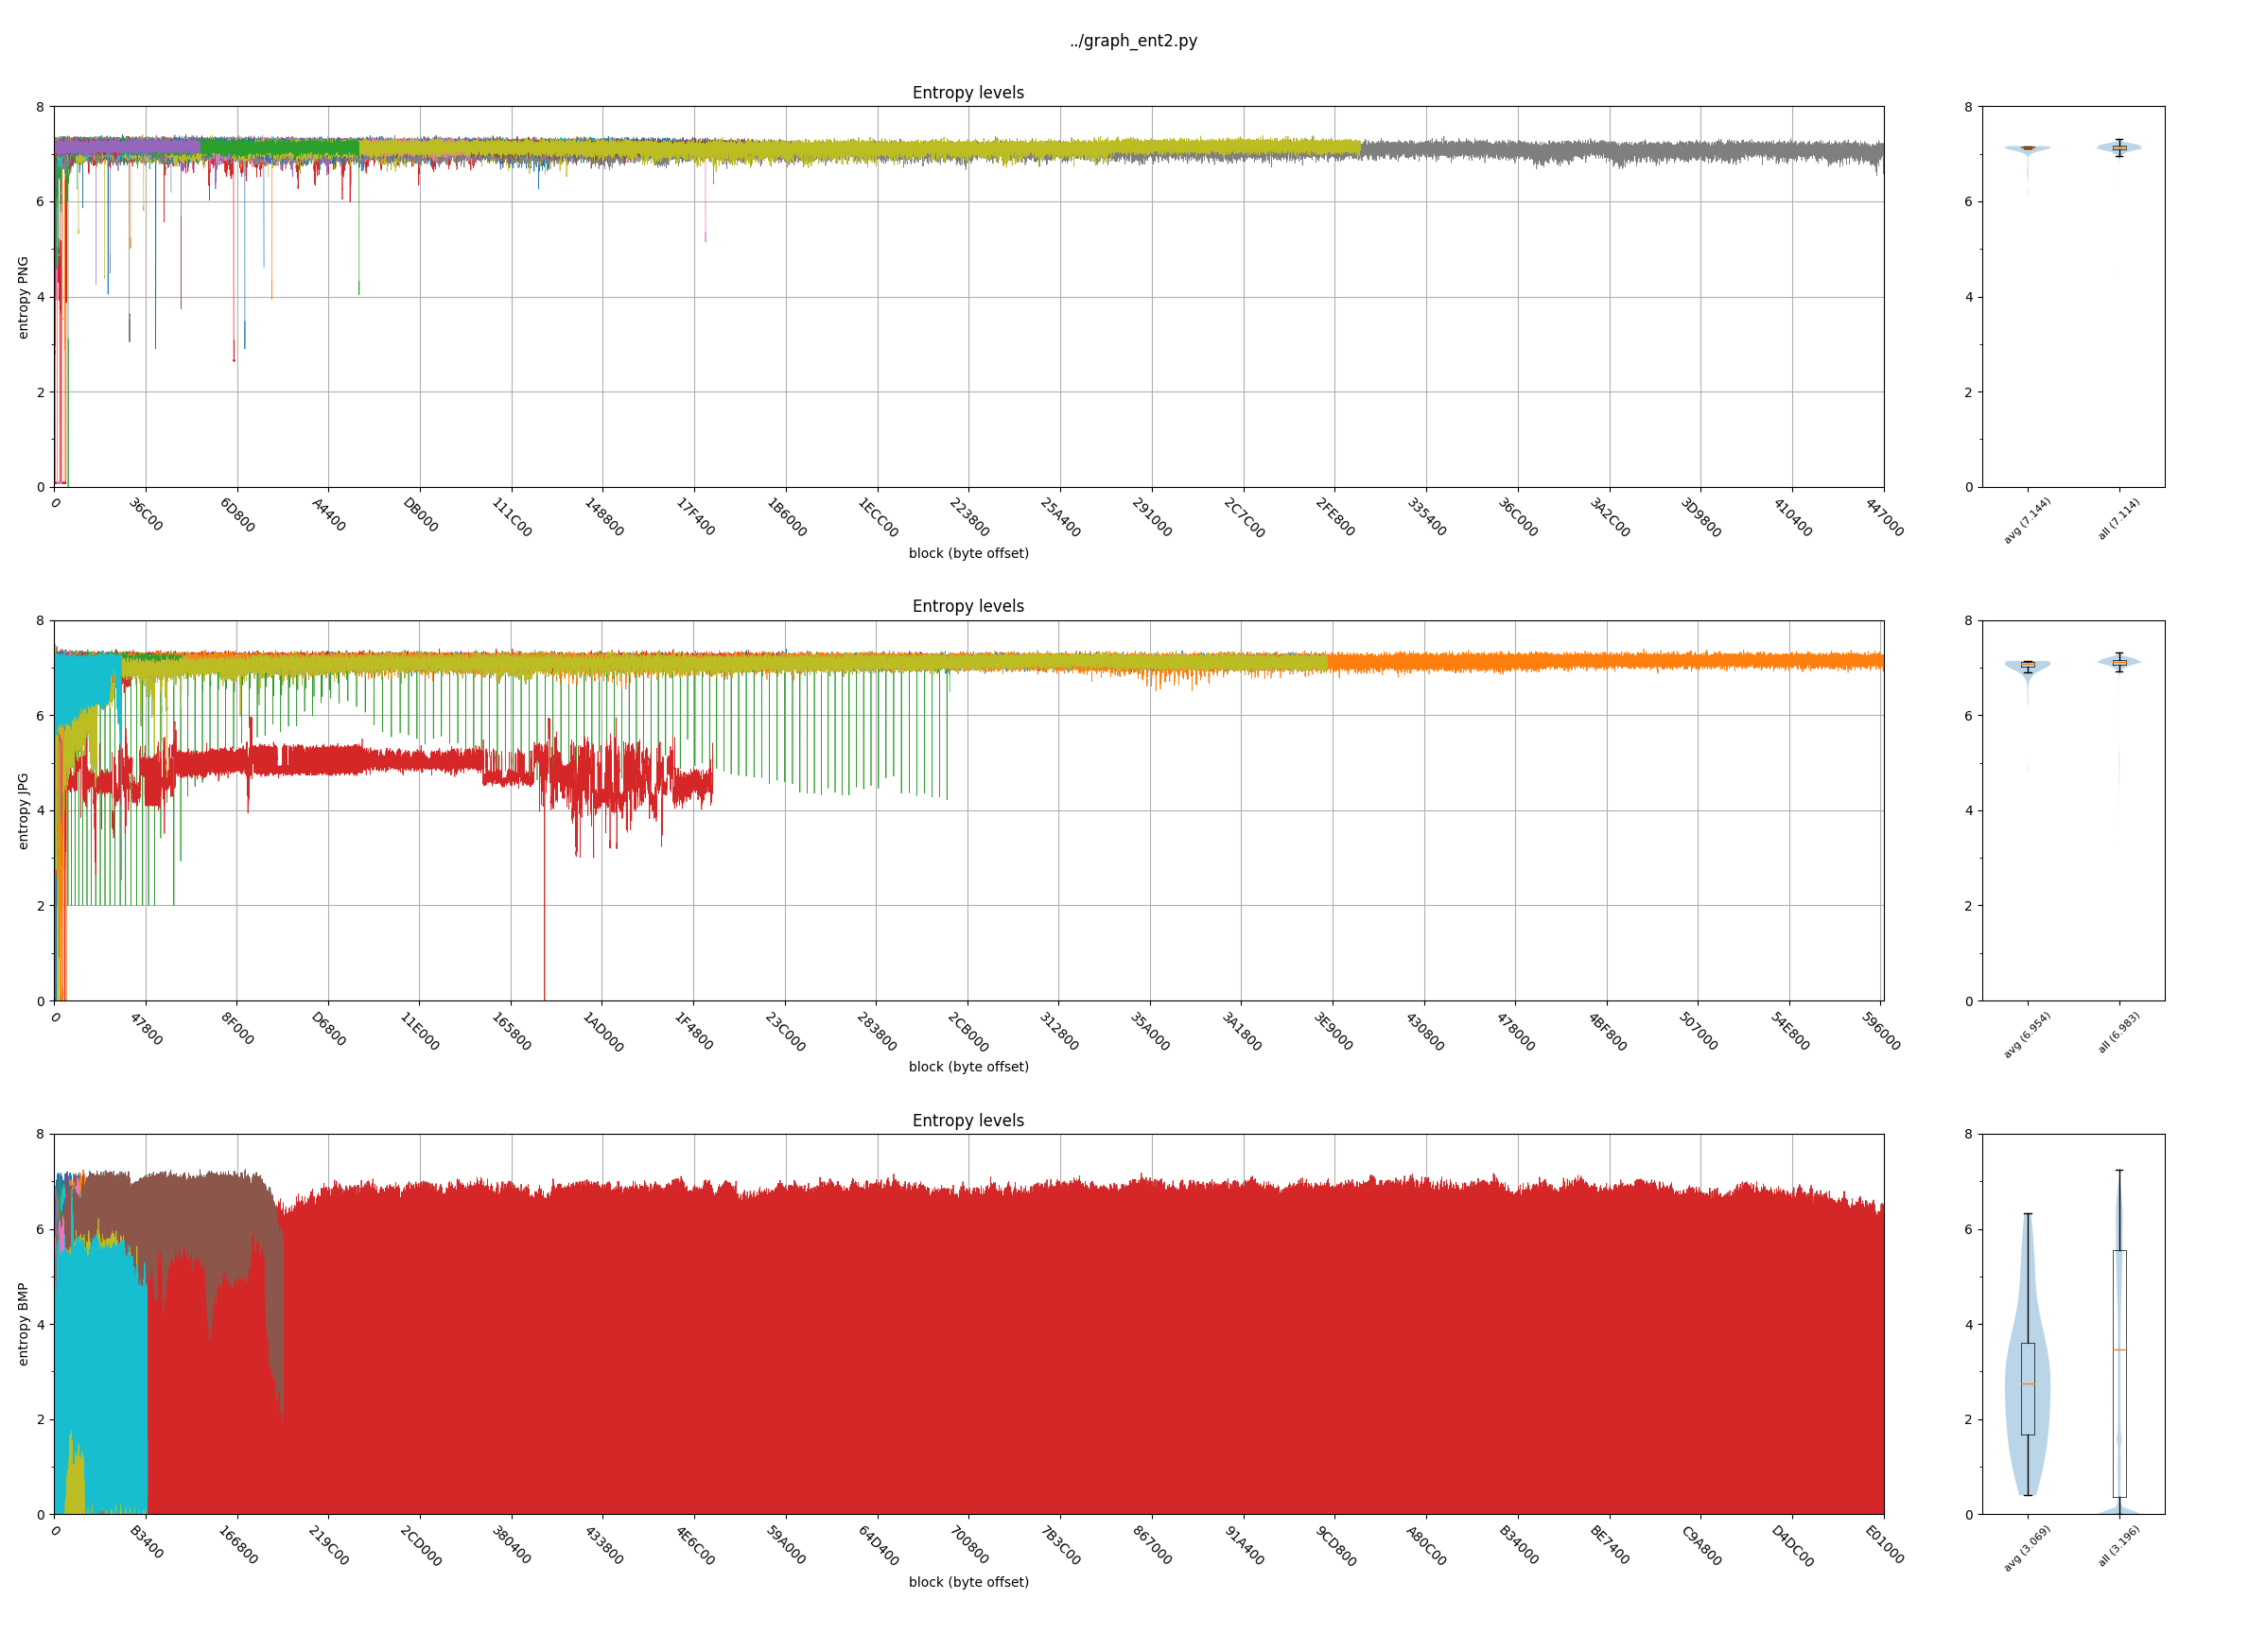 ../graph_ent2.py
Entropy levels
entropy PNG
8
6
4
2
0
0 36C00 6D800 A4400 DB000 111C00 148800 17F400 1B6000 1ECC00 223800 25A400 291000 2C7C00 2FE800 335400 36C000 3A2C00 3D9800 410400 447000
block (byte offset)
8
6
4
2
0
avg (7.144) all (7.114)
Entropy levels
entropy JPG
8
6
4
2
0
0 47800 8F000 D6800 11E000 165800 1AD000 1F4800 23C000 283800 2CB000 312800 35A000 3A1800 3E9000 430800 478000 4BF800 507000 54E800 596000
block (byte offset)
8
6
4
2
0
avg (6.954) all (6.983)
Entropy levels
entropy BMP
8
6
4
2
0
0 B3400 166800 219C00 2CD000 380400 433800 4E6C00 59A000 64D400 700800 7B3C00 867000 91A400 9CD800 A80C00 B34000 BE7400 C9A800 D4DC00 E01000
block (byte offset)
8
6
4
2
0
avg (3.069) all (3.196)